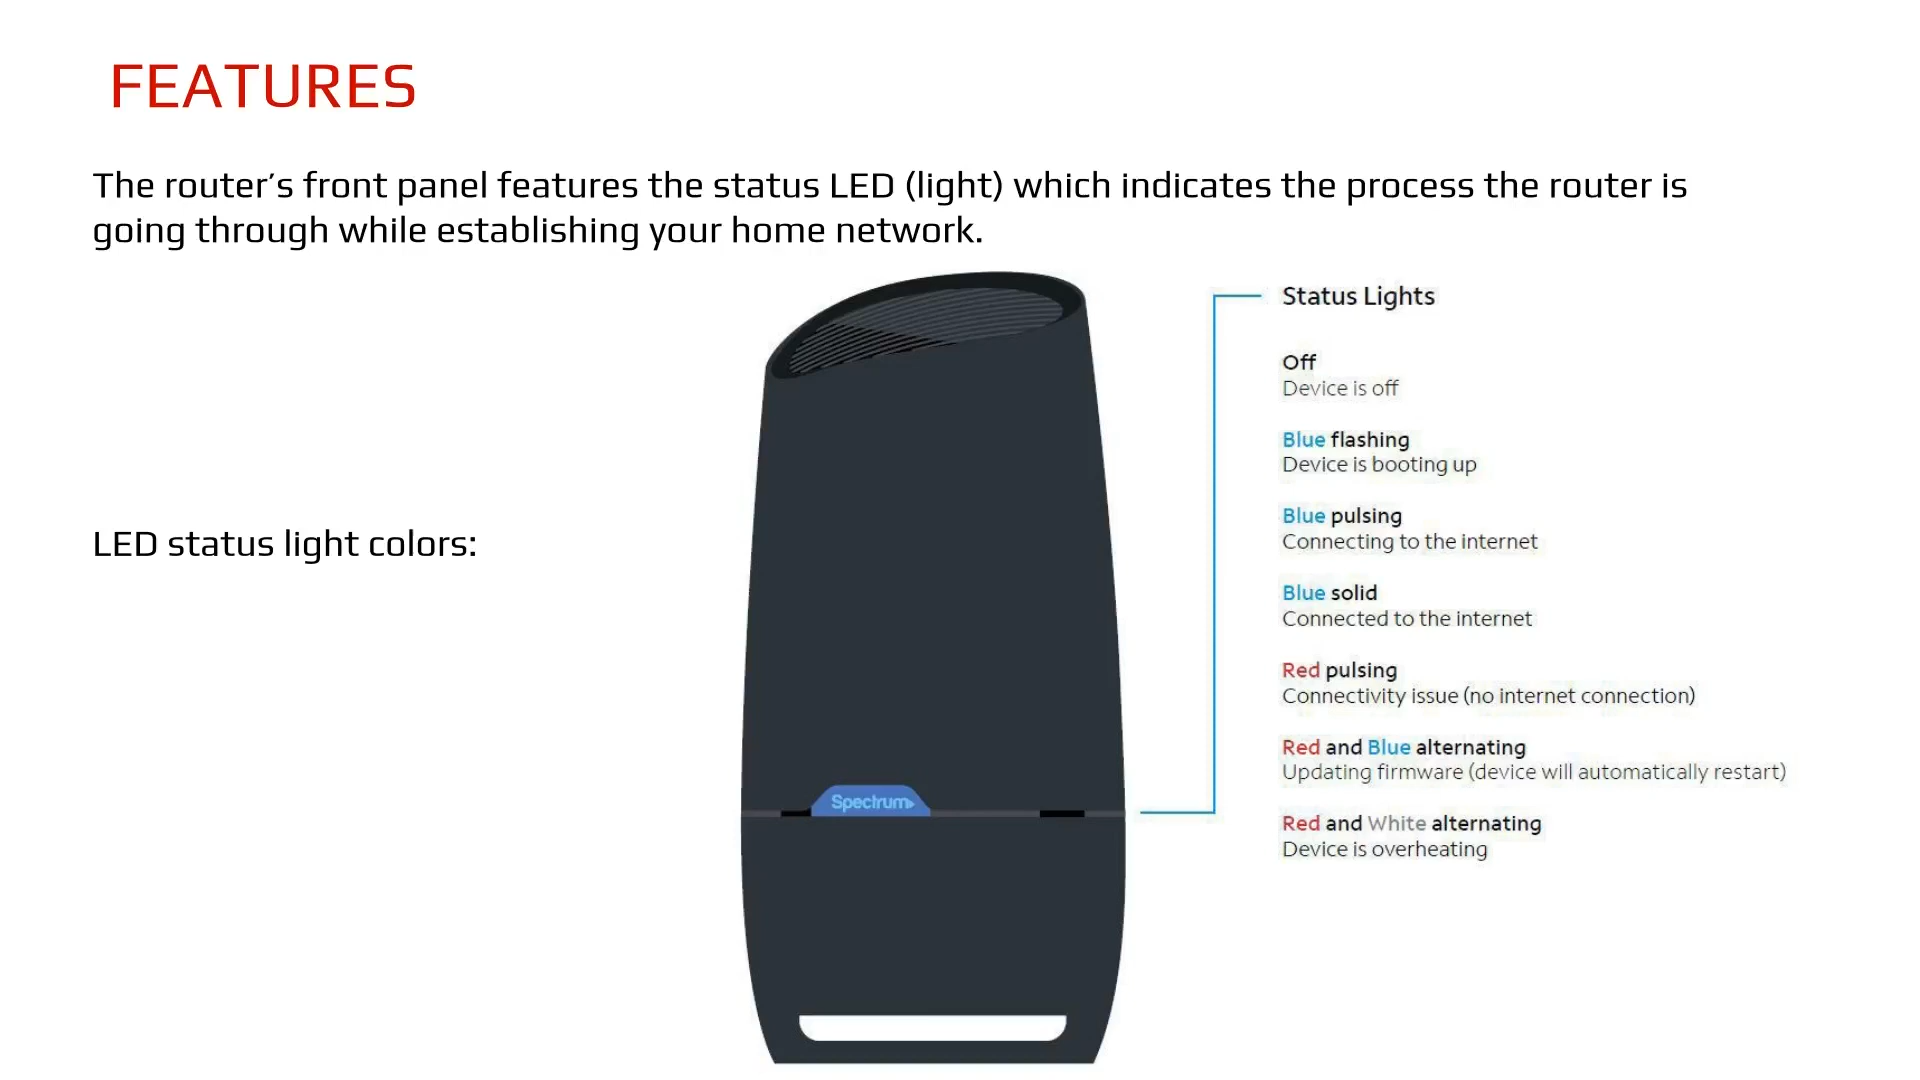 FEATURES
The router’s front panel features the status LED (light) which indicates the process the router is
going through while establishing your home network.
Status Lights
Off
Device is off
Blue flashing
Device is booting up
Blue pulsing
Connecting to the internet
LED status light colors:
Blue solid
Connected to the internet
Red pulsing
Connectivity issue (no internet connection)
Red and Blue alternating
Updating firmware (device will automatically restart)
Red and White alternating
Device is overheating
Spectrum